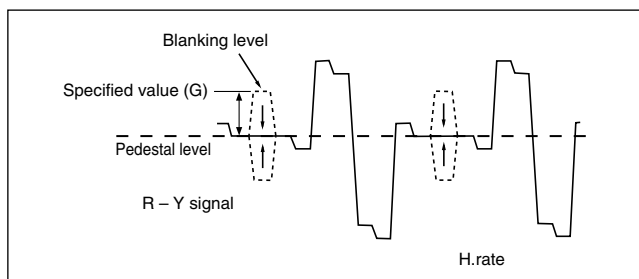 Blanking level
Specified value (G)
Pedestal level
R – Y signal
H.rate